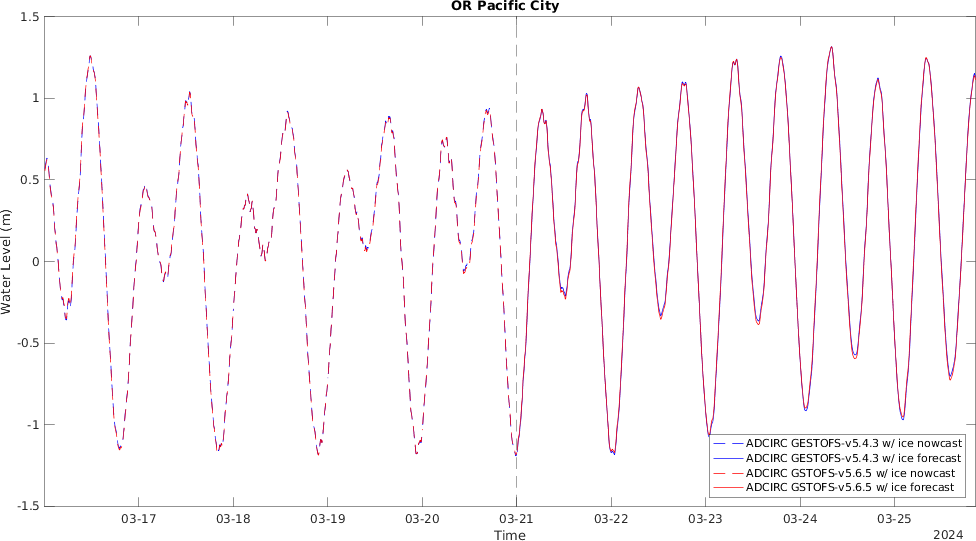 OR Pacific City
1.5
1
0.5
0
-0.5
-1
-1.5
Water Level (m)
03-17 03-18 03-19 03-20 03-21 03-22 03-23 03-24 03-25
Time
2024
ADCIRC GESTOFS-v5.4.3 w/ ice nowcast
ADCIRC GESTOFS-v5.4.3 w/ ice forecast
ADCIRC GSTOFS-v5.6.5 w/ ice nowcast
ADCIRC GSTOFS-v5.6.5 w/ ice forecast